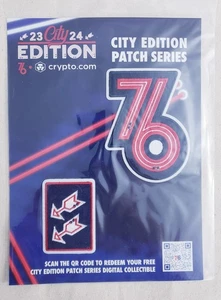 23 City 24
EDITION
76 × crypto.com
CITY EDITION
PATCH SERIES
76
SCAN THE QR CODE TO REDEEM YOUR FREE
CITY EDITION PATCH SERIES DIGITAL COLLECTIBLE